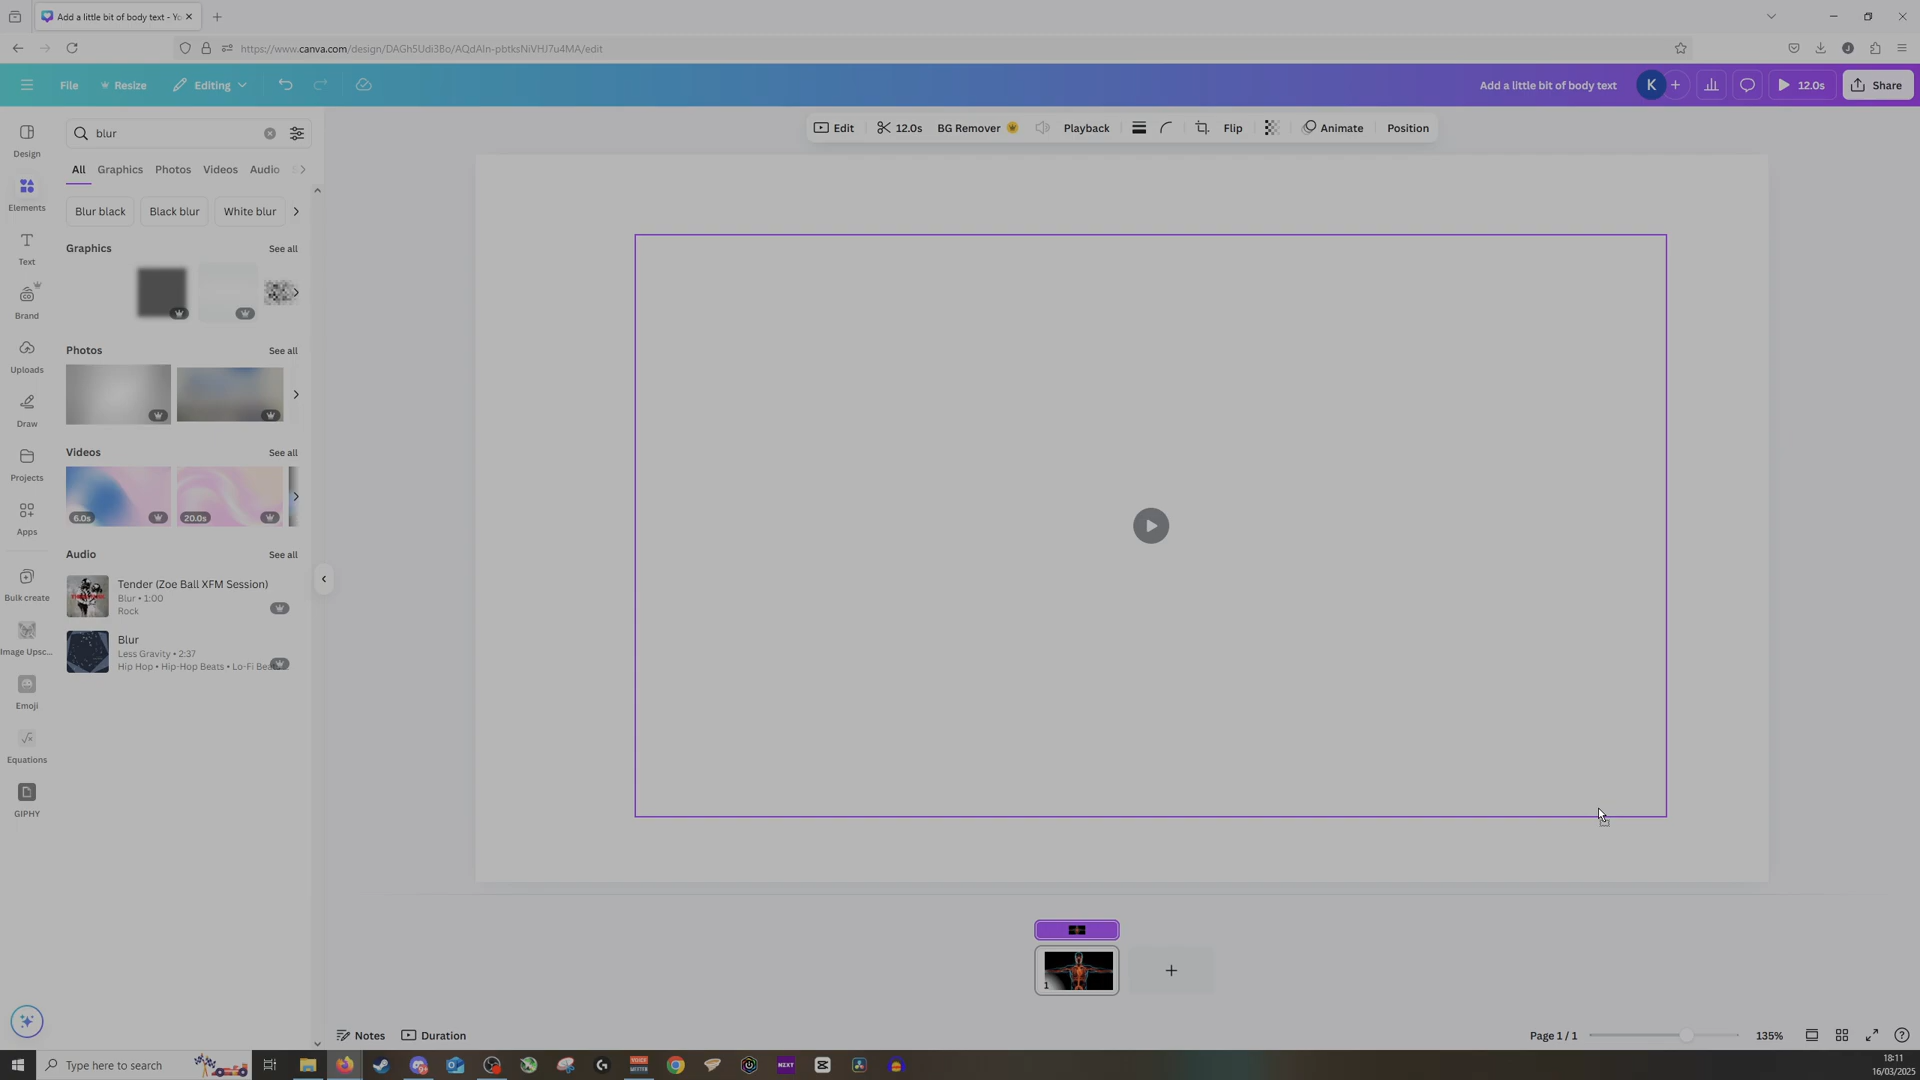 Add a little bit of body text - Yo
https://www.canva.com/design/DAGh5Udi3Bo/AQdAIn-pbtksNiVHJ7u4MA/edit
File
Resize
Editing
Add a little bit of body text
K
12.0s
Share
blur
Edit
12.0s
BG Remover
Playback
Flip
Animate
Position
All
Graphics
Photos
Videos
Audio
Blur black
Black blur
White blur
Graphics
See all
Photos
See all
Videos
See all
6.0s
20.0s
Audio
See all
Tender (Zoe Ball XFM Session)
Blur • 1:00
Rock
Blur
Less Gravity • 2:37
Hip Hop • Hip-Hop Beats • Lo-Fi
Design
Elements
Text
Brand
Uploads
Draw
Projects
Apps
Bulk create
Image Upsc...
Emoji
Equations
GIPHY
1
Notes
Duration
Page 1 / 1
135%
Type here to search
NEXT
18:11
16/03/2025